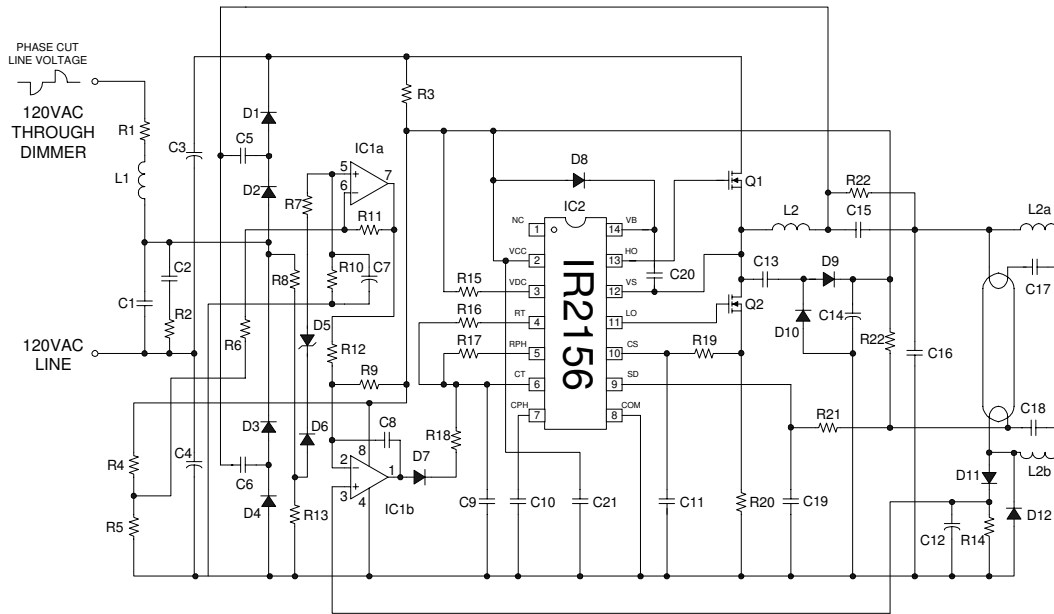 PHASE CUT
LINE VOLTAGE
120VAC
THROUGH
DIMMER
R1
L1
C1
C2
R2
120VAC
LINE
C3
C4
R4
R5
D1
C5
D2
D3
C6
D4
R6
R7
R8
D5
D6
R13
IC1a
5
6
7
R11
R10
C7
R12
R9
C8
8
2
3
1
4
IC1b
D7
R3
R15
R16
R17
R18
C9
C10
C21
C11
D8
IC2
IR2156
NC
1
VCC
2
VDC
3
RT
4
RPH
5
CT
6
CPH
7
14
VB
13
HO
12
VS
11
LO
10
CS
9
SD
8
COM
C20
R19
Q1
Q2
R20
R21
C19
L2
R22
C15
C13
D9
D10
C14
R22
C16
L2a
C17
C18
L2b
D11
D12
C12
R14